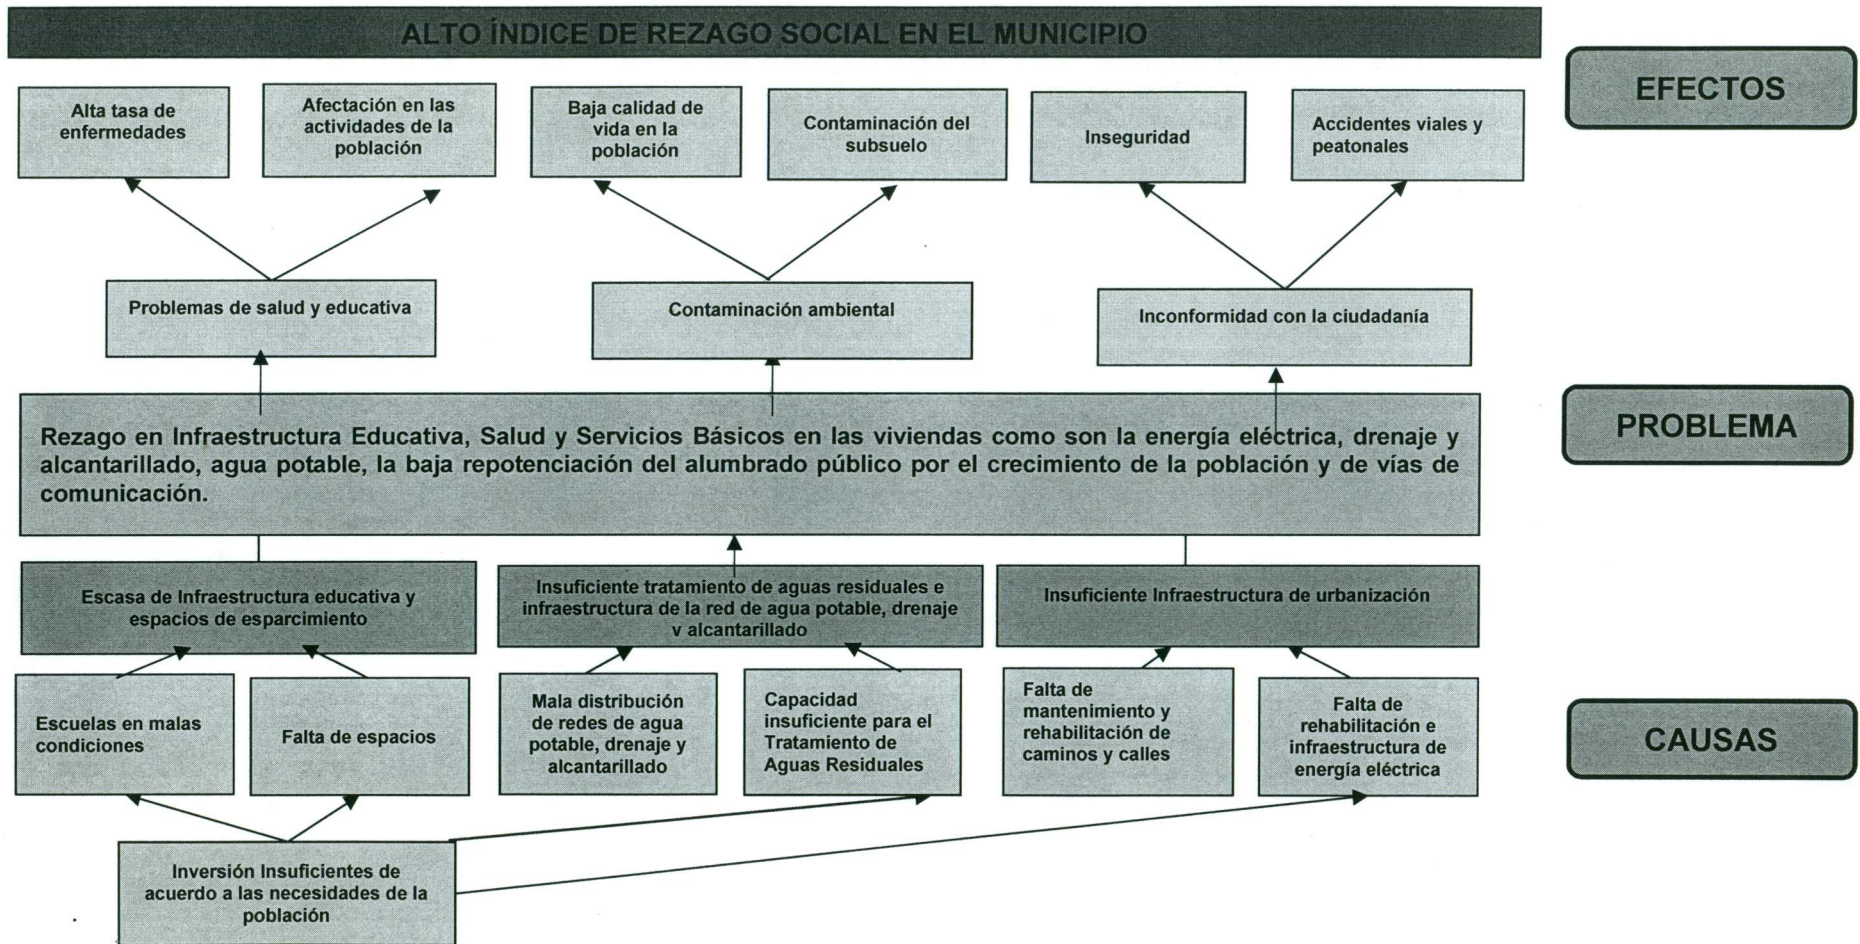 ALTO ÍNDICE DE REZAGO SOCIAL EN EL MUNICIPIO
EFECTOS
Alta tasa de
enfermedades
Afectación en las
actividades de la
población
Baja calidad de
vida en la
población
Contaminación del
subsuelo
Inseguridad
Accidentes viales y
peatonales
Problemas de salud y educativa
Contaminación ambiental
Inconformidad con la ciudadanía
PROBLEMA
Rezago en Infraestructura Educativa, Salud y Servicios Básicos en las viviendas como son la energía eléctrica, drenaje y
alcantarillado, agua potable, la baja repotenciación del alumbrado público por el crecimiento de la población y de vías de
comunicación.
Escasa de Infraestructura educativa y
espacios de esparcimiento
Insuficiente tratamiento de aguas residuales e
infraestructura de la red de agua potable, drenaje
y alcantarillado
Insuficiente Infraestructura de urbanización
CAUSAS
Escuelas en malas
condiciones
Falta de espacios
Mala distribución
de redes de agua
potable, drenaje y
alcantarillado
Capacidad
insuficiente para el
Tratamiento de
Aguas Residuales
Falta de
mantenimiento y
rehabilitación de
caminos y calles
Falta de
rehabilitación e
infraestructura de
energía eléctrica
Inversión Insuficientes de
acuerdo a las necesidades de la
población